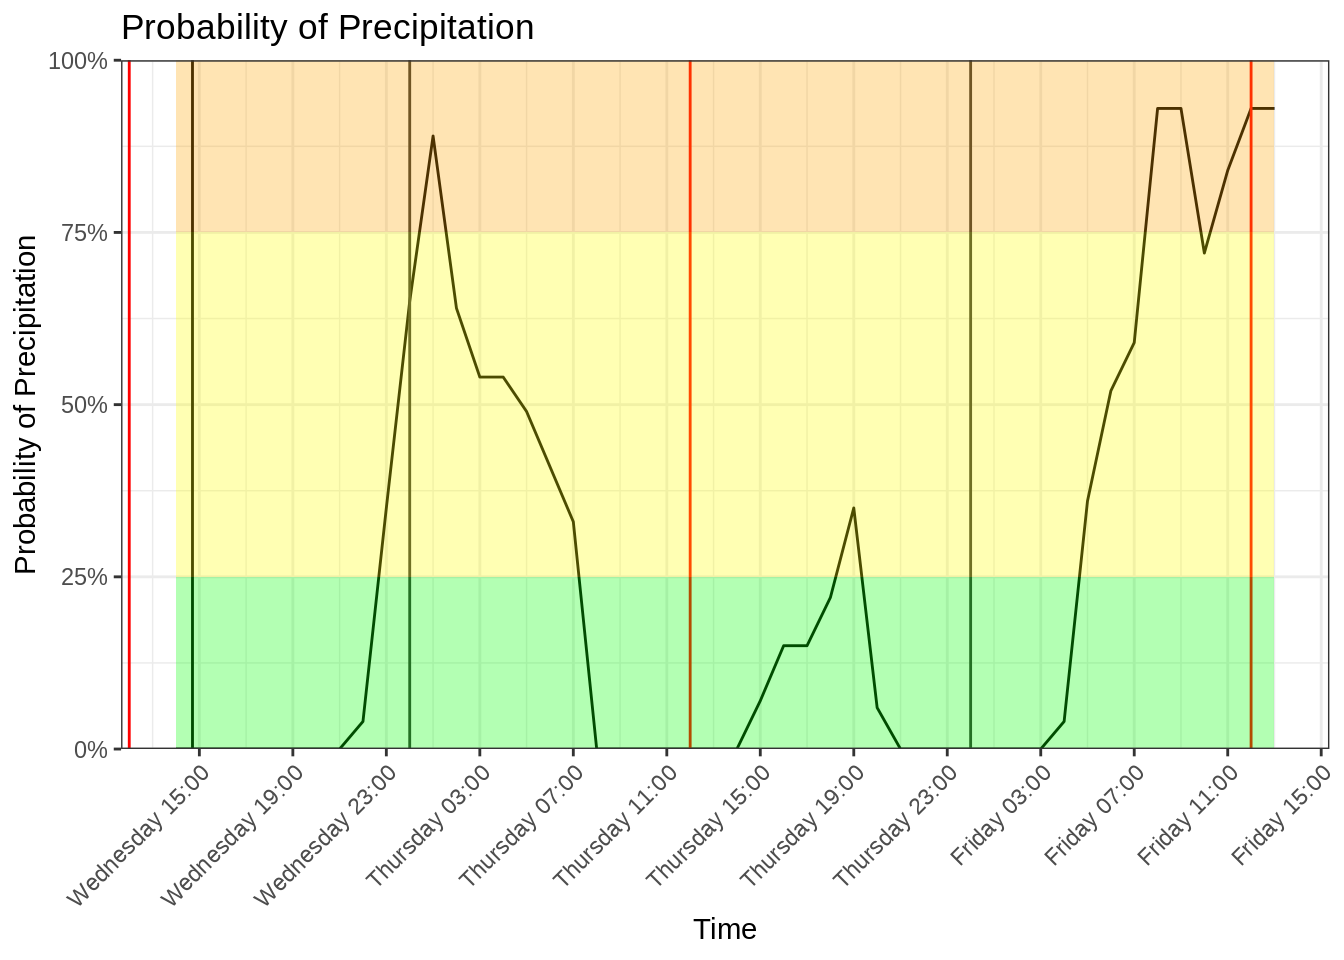 Probability of Precipitation
100%
75%
50%
25%
0%
Probability of Precipitation
Wednesday 15:00
Wednesday 19:00
Wednesday 23:00
Thursday 03:00
Thursday 07:00
Thursday 11:00
Thursday 15:00
Thursday 19:00
Thursday 23:00
Friday 03:00
Friday 07:00
Friday 11:00
Friday 15:00
Time